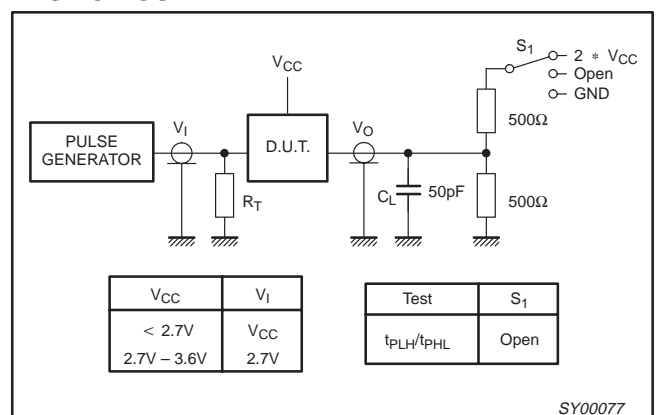 S1
2 * VCC
Open
GND
VCC
500Ω
PULSE
GENERATOR
VI
D.U.T.
VO
RT
CL
50pF
500Ω
VCC VI
< 2.7V VCC
2.7V – 3.6V 2.7V
Test S1
tPLH/tPHL Open
SY00077